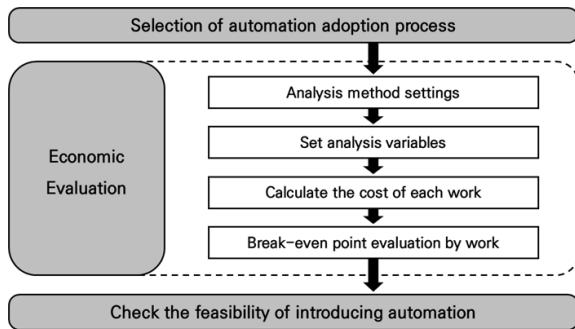 Selection of automation adoption process
Economic
Evaluation
Analysis method settings
Set analysis variables
Calculate the cost of each work
Break-even point evaluation by work
Check the feasibility of introducing automation